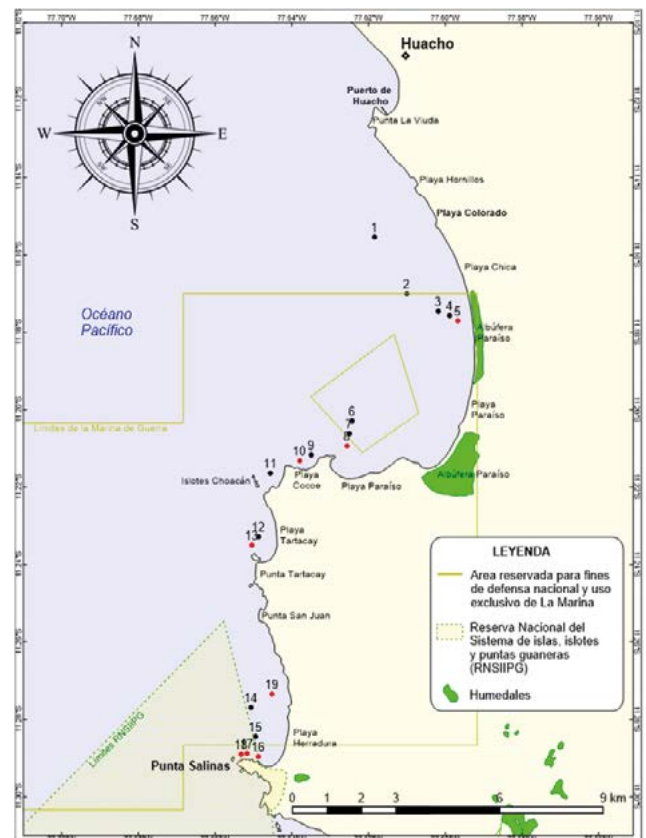 77.70°W
77.68°W
77.66°W
77.64°W
77.62°W
77.60°W
77.58°W
77.56°W
N
W
E
S
Huacho
Puerto de
Huacho
Punta La Viuda
Playa Hornillos
Playa Colorado
Playa Chica
1
2
3
4
5
Océano
Pacífico
Albúfera
Paraíso
Límites de la Marina de Guerra
Playa
Paraíso
6
7
8
9
10
11
Islotes Choacán
Playa
Cocoe
Playa Paraíso
Albúfera Paraíso
12
13
Playa
Tartacay
Punta Tartacay
Punta San Juan
LEYENDA
Area reservada para fines
de defensa nacional y uso
exclusivo de La Marina
Reserva Nacional del
Sistema de islas, islotes
y puntas guaneras
(RNSIIPG)
Humedales
19
14
15
Límites RNSIIPG
Playa
Herradura
17
16
Punta Salinas
0 1 2 3 6 9 km